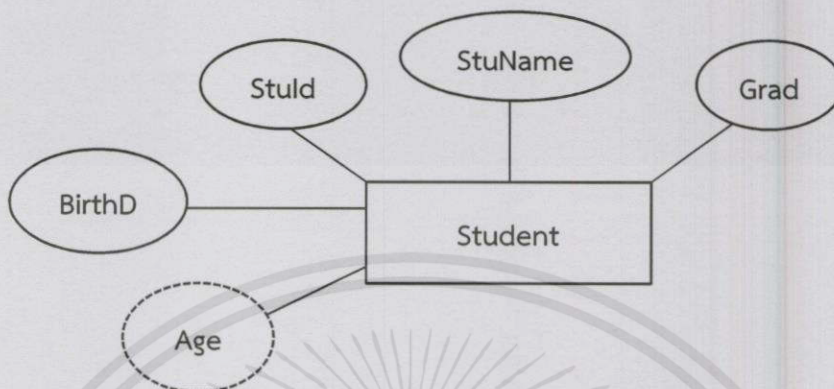 StuName
StuId
Grad
BirthD
Student
Age